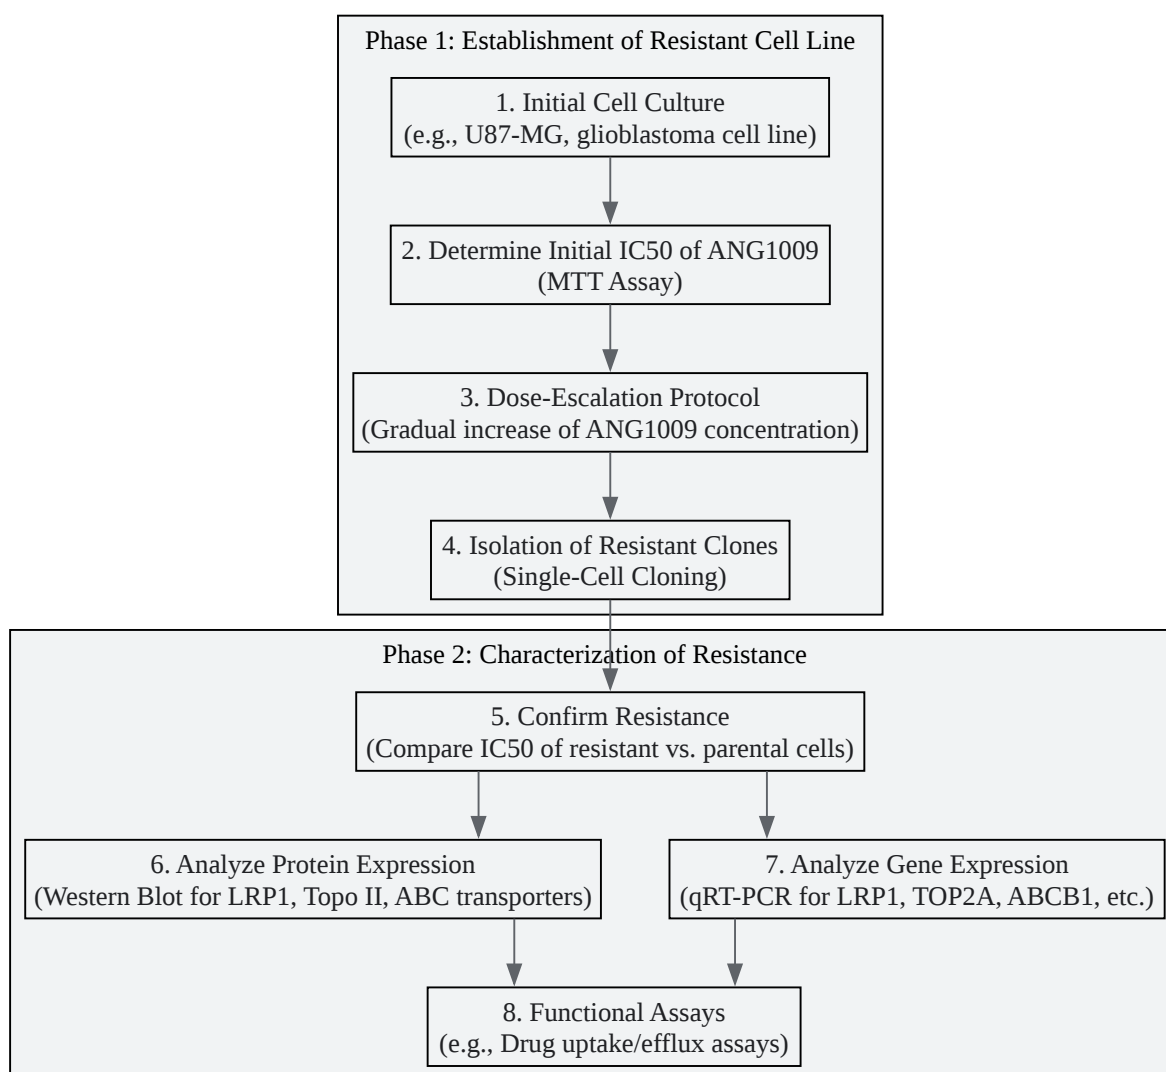 Phase 1: Establishment of Resistant Cell Line
1. Initial Cell Culture
(e.g., U87-MG, glioblastoma cell line)
2. Determine Initial IC50 of ANG1009
(MTT Assay)
3. Dose-Escalation Protocol
(Gradual increase of ANG1009 concentration)
4. Isolation of Resistant Clones
(Single-Cell Cloning)
Phase 2: Characterization of Resistance
5. Confirm Resistance
(Compare IC50 of resistant vs. parental cells)
6. Analyze Protein Expression
(Western Blot for LRP1, Topo II, ABC transporters)
7. Analyze Gene Expression
(qRT-PCR for LRP1, TOP2A, ABCB1, etc.)
8. Functional Assays
(e.g., Drug uptake/efflux assays)